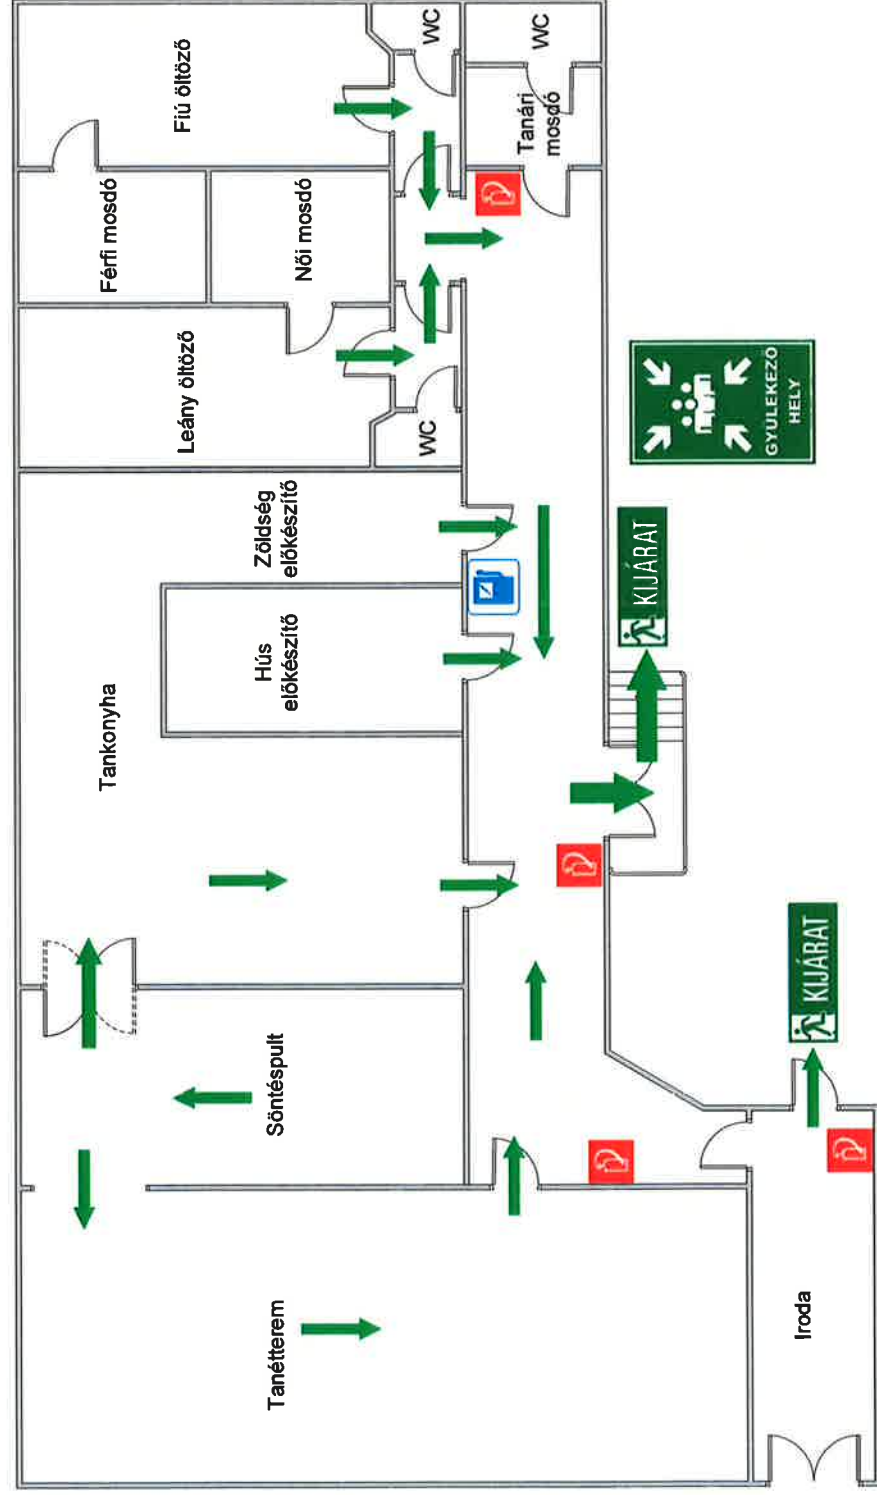 Tankonyha
Férfi mosdó
Fiú öltöző
Leány öltöző
Tanétterem
Söntéspult
Hús
előkészítő
Zöldség
előkészítő
Női mosdó
WC
WC
Tanári
mosdó
WC
KIJÁRAT
GYÜLEKEZŐ
HELY
Iroda
KIJÁRAT